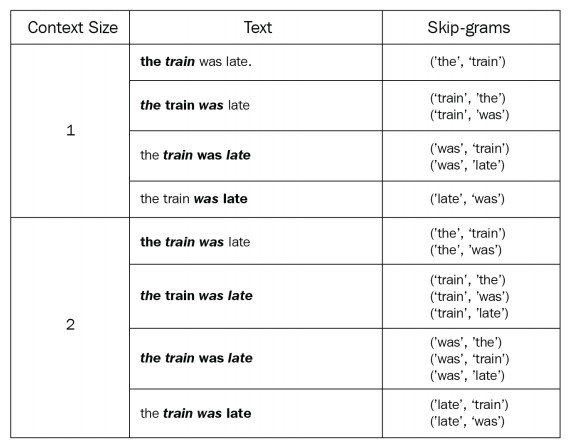 Context Size Text Skip-grams
1
the train was late. (’the’, ‘train’)
the train was late (‘train’, ’the’)
(‘train’, ’was’)
the train was late (’was’, ‘train’)
(’was’, ’late’)
the train was late (’late’, ‘was’)
2
the train was late (’the’, ‘train’)
(’the’, ’was’)
the train was late (‘train’, ’the’)
(‘train’, ’was’)
(‘train’, ’late’)
the train was late (’was’, ’the’)
(’was’, ‘train’)
(’was’, ’late’)
the train was late (’late’, ‘train’)
(’late’, ‘was’)